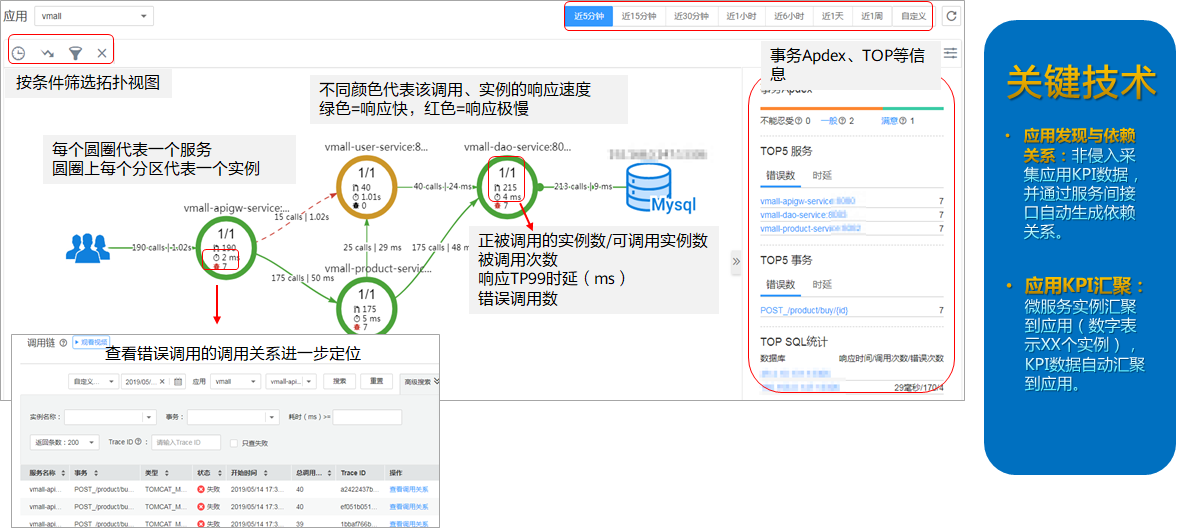 应用
vmall
近5分钟
近15分钟
近30分钟
近1小时
近6小时
近1天
近1周
自定义
按条件筛选拓扑视图
不同颜色代表该调用、实例的响应速度
绿色=响应快，红色=响应极慢
每个圆圈代表一个服务
圆圈上每个分区代表一个实例
vmall-user-service:8...
1/1
40
1.01s
0
vmall-dao-service:80...
1/1
215
4 ms
7
vmall-apigw-service:...
1/1
190
2 ms
7
vmall-product-servic...
1/1
175
5 ms
7
190 calls | 1.02s
15 calls | 1.02s
40 calls | 24 ms
213 calls | 9 ms
25 calls | 29 ms
175 calls | 48 m
175 calls | 50 ms
Mysql
正被调用的实例数/可调用实例数
被调用次数
响应TP99时延（ms）
错误调用数
事务Apdex、TOP等信
息
事务Apdex
不能忍受 0
一般 2
满意 1
TOP5 服务
错误数
时延
vmall-apigw-service:8080
7
vmall-dao-service:
7
vmall-product-service:
7
TOP5 事务
错误数
时延
POST_/product/buy/{id}
7
TOP SQL统计
数据库
响应时间/调用次数/错误次数
29毫秒/170/4
调用链
观看视频
查看错误调用的调用关系进一步定位
自定义...
2019/05/...
应用
vmall
vmall-api...
搜索
重置
高级搜索
实例名称：
事务：
耗时（ms）>=
返回条数：200
Trace ID
：
请输入Trace ID
只查失败
服务名称
事务
类型
状态
开始时间
总调用...
Trace ID
操作
vmall-api...
POST_/product/bu...
TOMCAT_M...
失败
2019/05/14 17:3...
40
a2422437b...
查看调用关系
vmall-api...
POST_/product/bu...
TOMCAT_M...
失败
2019/05/14 17:3...
40
ef051b051...
查看调用关系
vmall-api...
POST_/product/bu...
TOMCAT_M...
失败
2019/05/14 17:3...
39
1bbaf766b...
查看调用关系
关键技术
• 应用发现与依赖
关系：非侵入采
集应用KPI数据，
并通过服务间接
口自动生成依赖
关系。
• 应用KPI汇聚：
微服务实例汇聚
到应用（数字表
示XX个实例），
KPI数据自动汇聚
到应用。